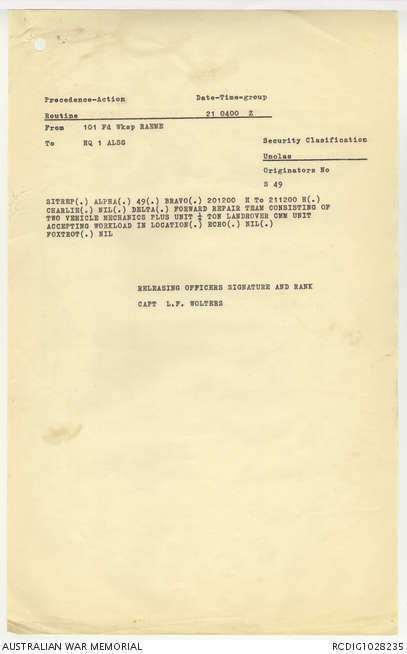 Precedence-Action Date-Time-group
Routine 21 0400 Z
From 101 Fd Wksp RAEME
To HQ 1 ALSG
Security Classification
Unclas
Originators No
S 49
SITREP(.) ALPHA(.) 49(.) BRAVO(.) 201200 H To 211200 H(.)
CHARLIE(.) NIL(.) DELTA(.) FORWARD REPAIR TEAM CONSISTING OF
TWO VEHICLE MECHANICS PLUS UNIT ¼ TON LANDROVER CMM UNIT
ACCEPTING WORKLOAD IN LOCATION(.) ECHO(.) NIL(.)
FOXTROT(.) NIL
RELEASING OFFICERS SIGNATURE AND RANK
CAPT L.F. WOLTERS
AUSTRALIAN WAR MEMORIAL RCDIG1028235